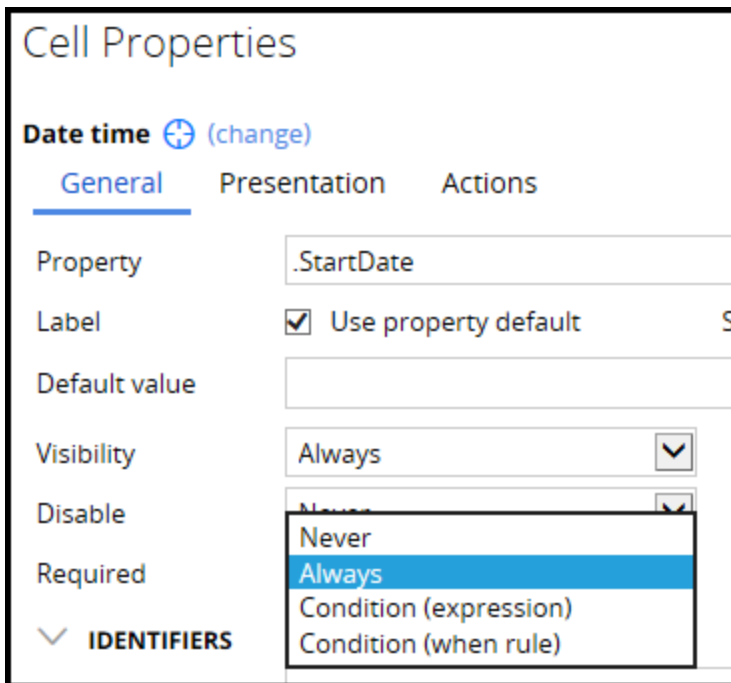 Cell Properties
Date time (change)
General Presentation Actions
Property .StartDate
Label Use property default S
Default value
Visibility Always
Disable Never
Never
Required Always
Condition (expression)
IDENTIFIERS Condition (when rule)